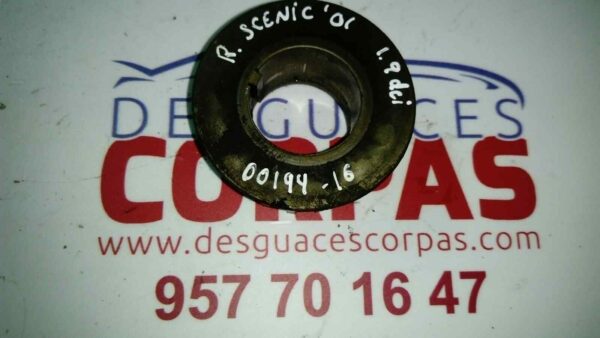 R. SCENIC '01 1.9 dci
DESGUACES
CORPAS
00194-16
www.desguacescorpas.com
957 70 16 47